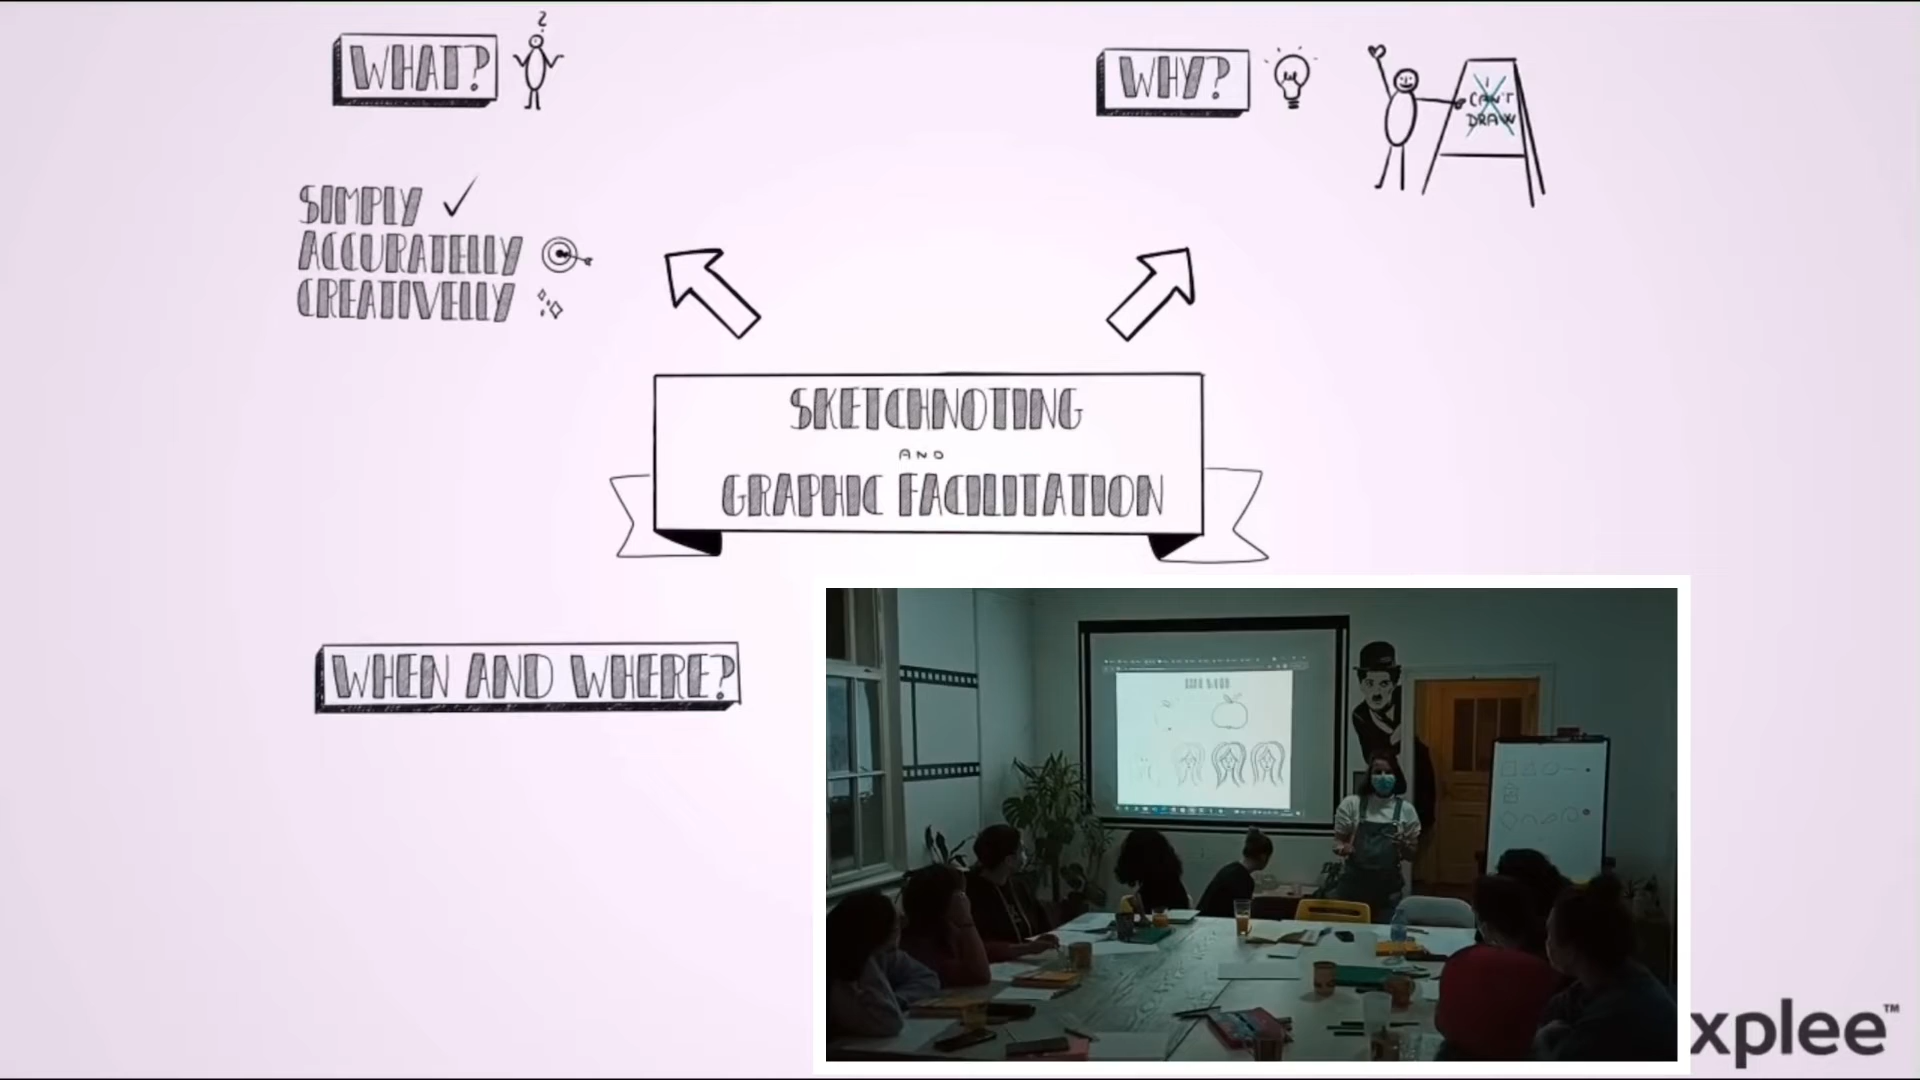 WHAT?
?
WHY?
I
CAN'T
DRAW
SIMPLY
ACCURATELLY
CREATIVELLY
SKETCHNOTING
AND
GRAPHIC FACILITATION
WHEN AND WHERE?
xplee™